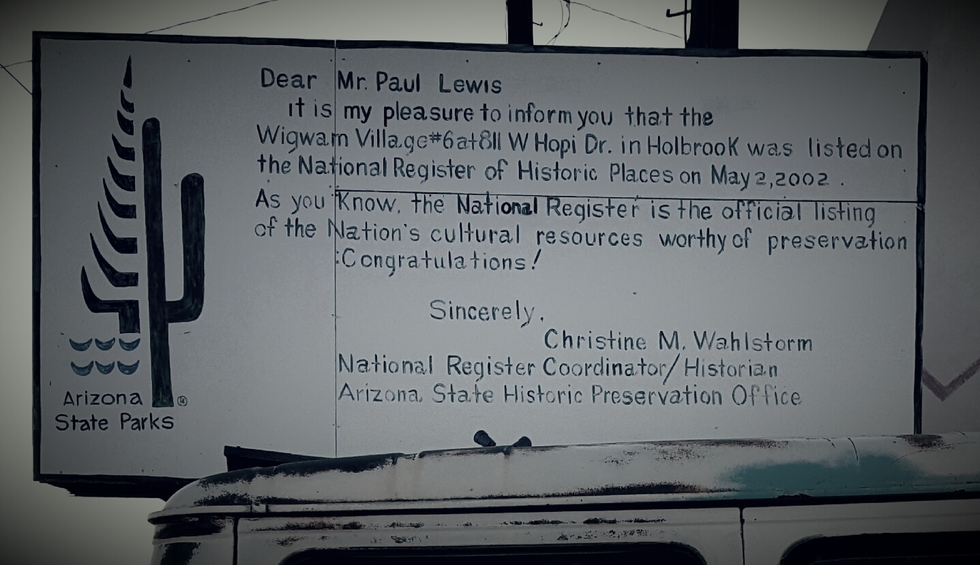 Dear Mr. Paul Lewis
it is my pleasure to inform you that the
Wigwam Village#6at811 W Hopi Dr. in HolbrooK was listed on
the National Register of Historic Places on May 2,2002 .
As you Know, the National Register is the official listing
of the Nation's cultural resources worthy of preservation
:Congratulations!
Sincerely,
Christine M. Wahlstorm
National Register Coordinator/Historian
Arizona State Historic Preservation Office
Arizona
State Parks ®